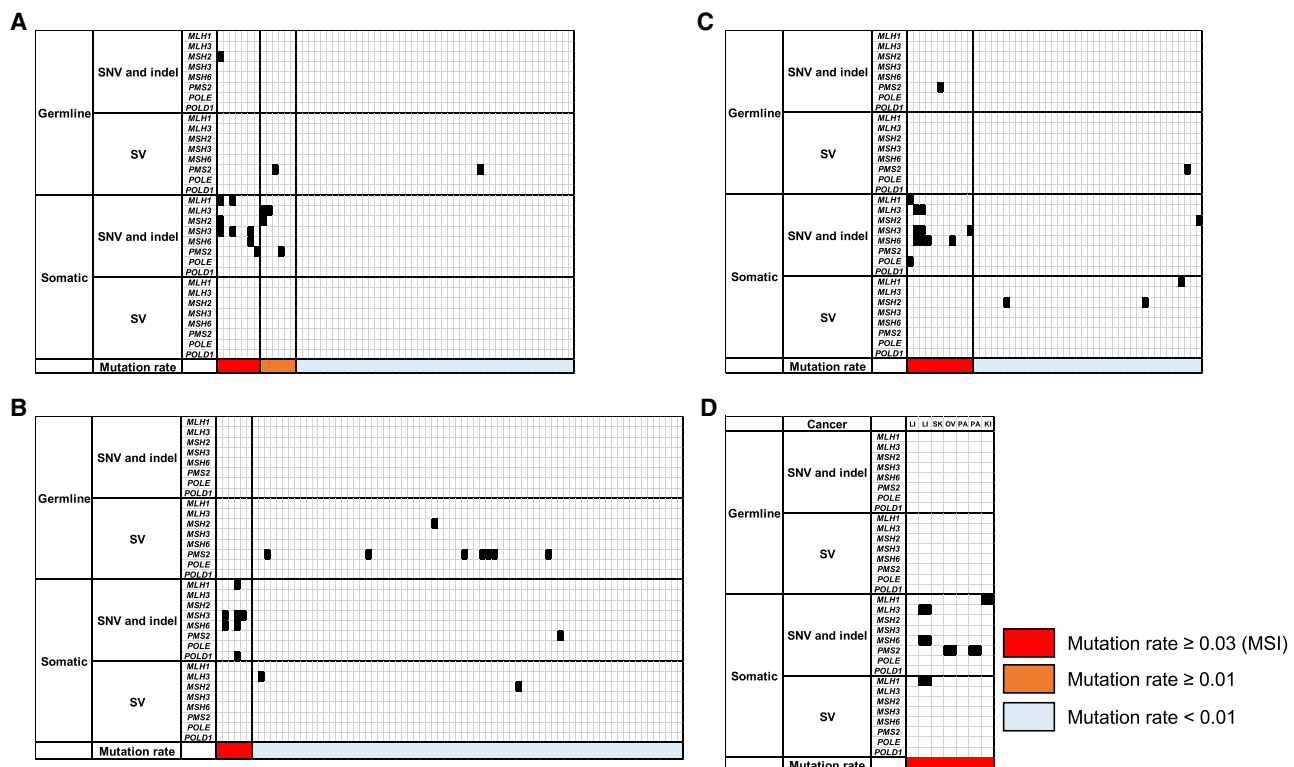 A
MLH1
MLH3
MSH2
MSH3
MSH6
PMS2
POLE
POLD1
SNV and indel
Germline
MLH1
MLH3
MSH2
MSH3
MSH6
PMS2
POLE
POLD1
SV
MLH1
MLH3
MSH2
MSH3
MSH6
PMS2
POLE
POLD1
SNV and indel
Somatic
MLH1
MLH3
MSH2
MSH3
MSH6
PMS2
POLE
POLD1
SV
Mutation rate
C
MLH1
MLH3
MSH2
MSH3
MSH6
PMS2
POLE
POLD1
SNV and indel
Germline
MLH1
MLH3
MSH2
MSH3
MSH6
PMS2
POLE
POLD1
SV
MLH1
MLH3
MSH2
MSH3
MSH6
PMS2
POLE
POLD1
SNV and indel
Somatic
MLH1
MLH3
MSH2
MSH3
MSH6
PMS2
POLE
POLD1
SV
Mutation rate
B
MLH1
MLH3
MSH2
MSH3
MSH6
PMS2
POLE
POLD1
SNV and indel
Germline
MLH1
MLH3
MSH2
MSH3
MSH6
PMS2
POLE
POLD1
SV
MLH1
MLH3
MSH2
MSH3
MSH6
PMS2
POLE
POLD1
SNV and indel
Somatic
MLH1
MLH3
MSH2
MSH3
MSH6
PMS2
POLE
POLD1
SV
Mutation rate
D
Cancer LI LI SK OV PA PA KI
MLH1
MLH3
MSH2
MSH3
MSH6
PMS2
POLE
POLD1
SNV and indel
Germline
MLH1
MLH3
MSH2
MSH3
MSH6
PMS2
POLE
POLD1
SV
MLH1
MLH3
MSH2
MSH3
MSH6
PMS2
POLE
POLD1
SNV and indel
Somatic
MLH1
MLH3
MSH2
MSH3
MSH6
PMS2
POLE
POLD1
SV
Mutation rate
Mutation rate ≥ 0.03 (MSI)
Mutation rate ≥ 0.01
Mutation rate < 0.01